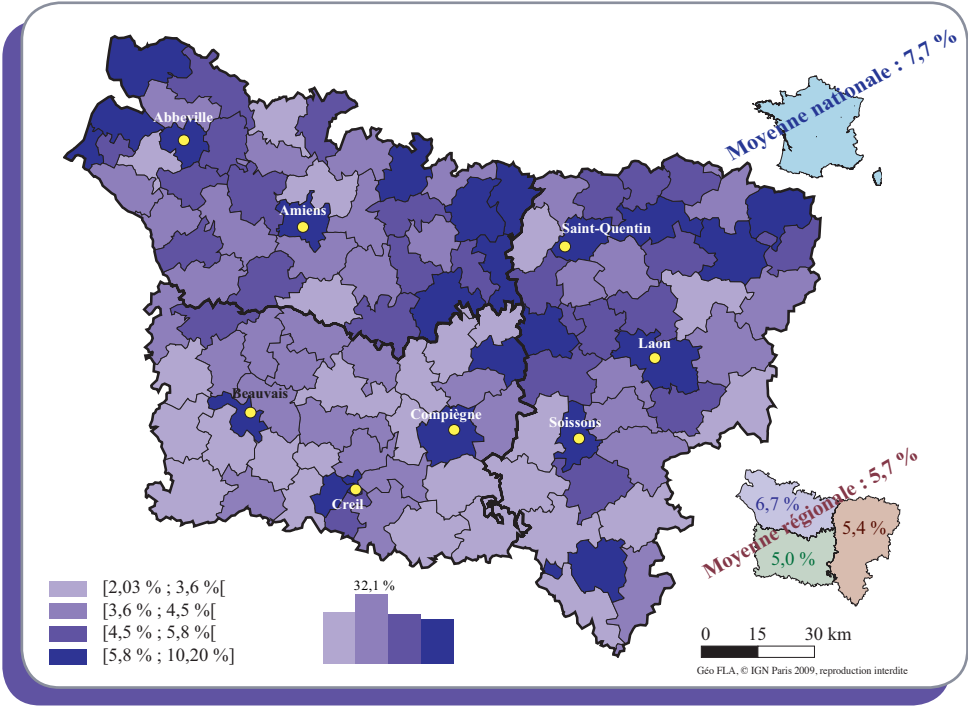 Moyenne nationale : 7,7 %
Abbeville
Amiens
Saint-Quentin
Laon
Beauvais
Compiègne
Soissons
Creil
Moyenne régionale : 5,7 %
6,7 %
5,4 %
5,0 %
[2,03 % ; 3,6 %[
[3,6 % ; 4,5 %[
[4,5 % ; 5,8 %[
[5,8 % ; 10,20 %]
32,1 %
0 15 30 km
Géo FLA, © IGN Paris 2009, reproduction interdite